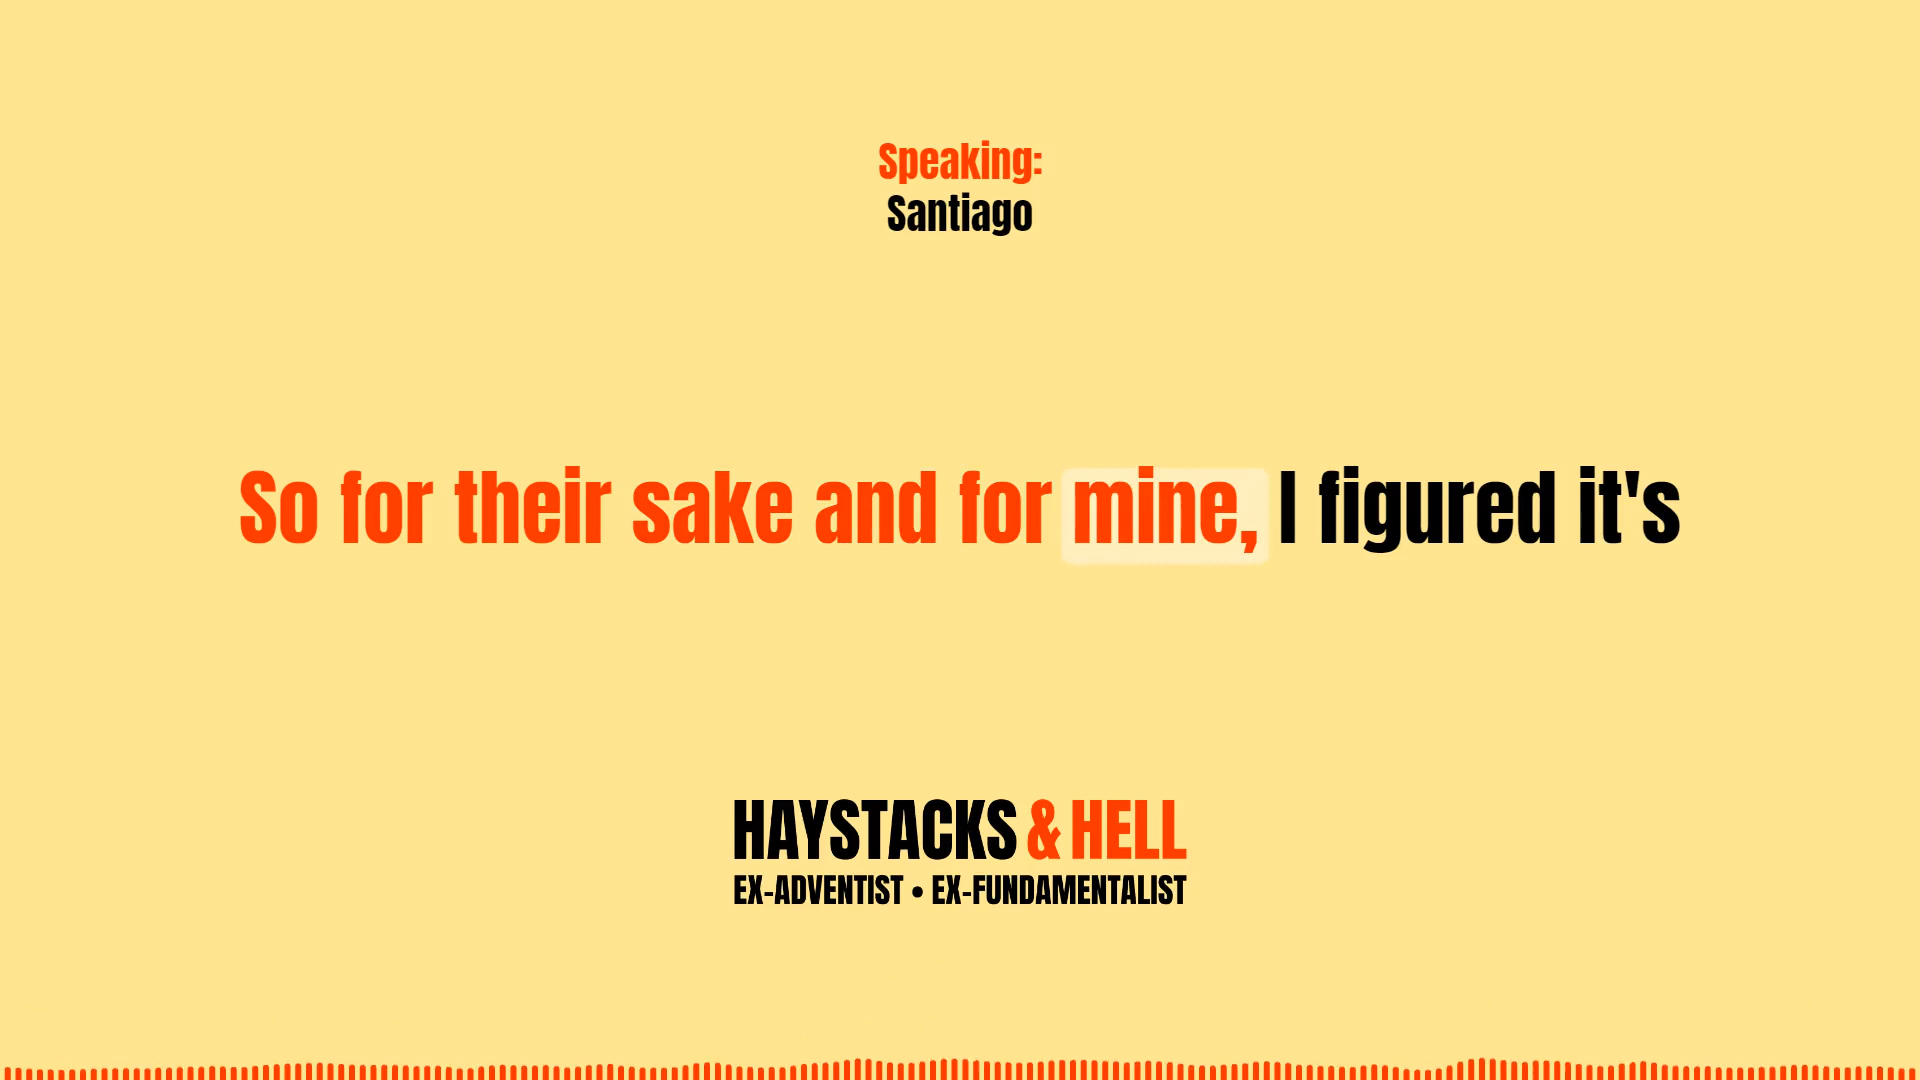 Speaking:
Santiago
So for their sake and for mine, I figured it's
HAYSTACKS & HELL
EX-ADVENTIST • EX-FUNDAMENTALIST